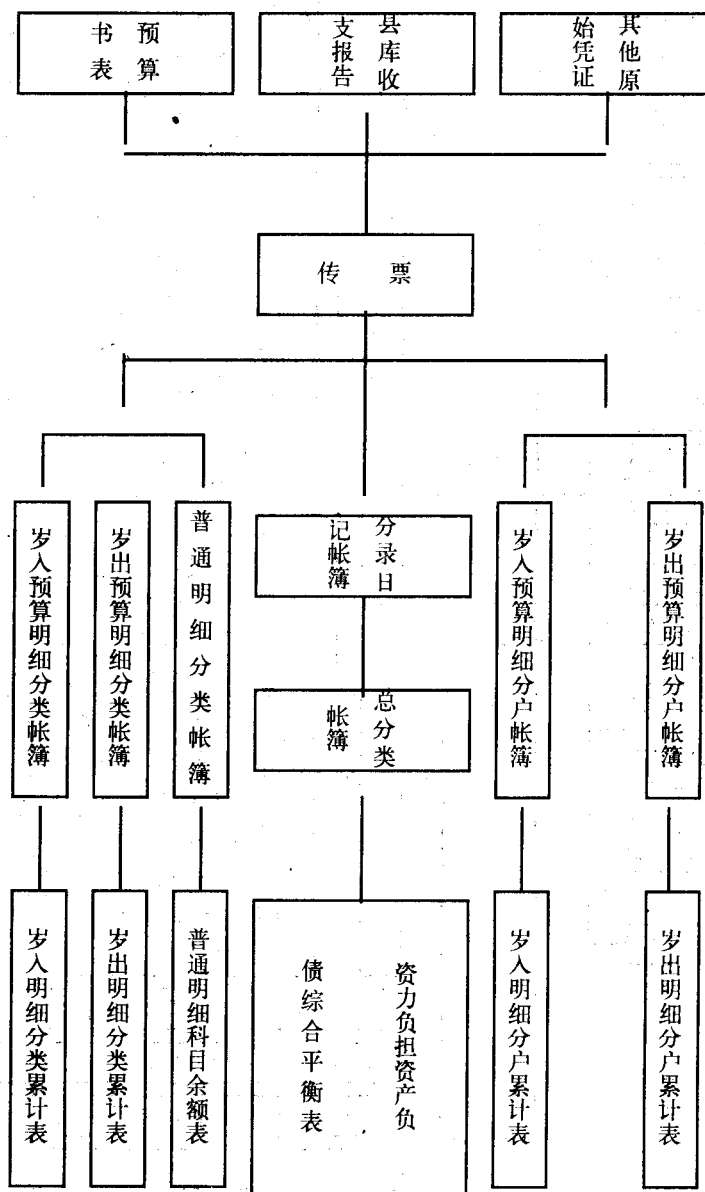 预算
书表
县库收
支报告
其他原
始凭证
传票
岁入预算明细分类帐簿
岁出预算明细分类帐簿
普通明细分类帐簿
分录日
记帐簿
总分类
帐簿
岁入预算明细分户帐簿
岁出预算明细分户帐簿
岁入明细分类累计表
岁出明细分类累计表
普通明细科目余额表
资力负担资产负
债综合平衡表
岁入明细分户累计表
岁出明细分户累计表